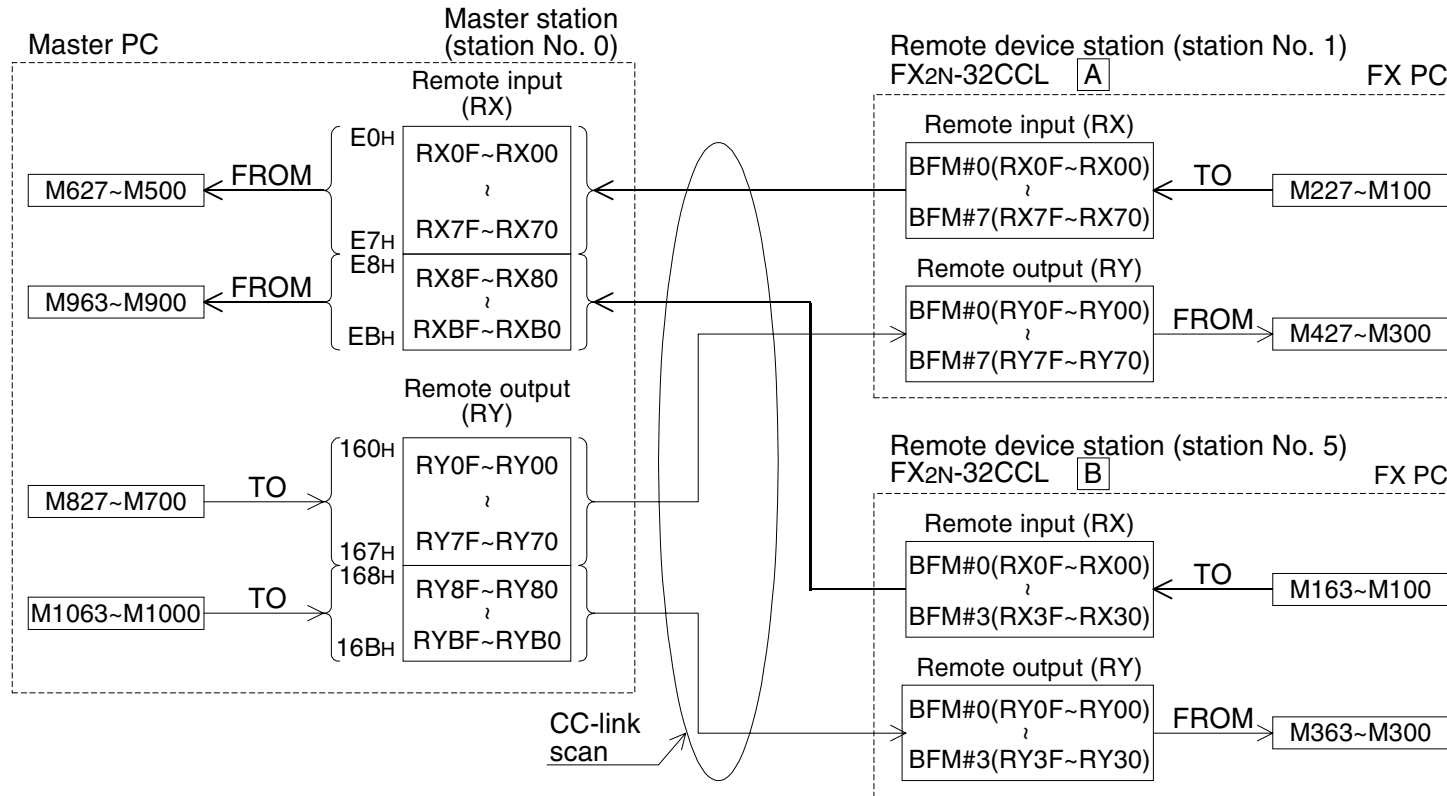 Master PC
Master station
(station No. 0)
Remote input
(RX)
E0H
RX0F~RX00
~
RX7F~RX70
E7H
FROM
M627~M500
E8H
RX8F~RX80
~
RXBF~RXB0
EBH
FROM
M963~M900
Remote output
(RY)
160H
RY0F~RY00
~
RY7F~RY70
167H
TO
M827~M700
168H
RY8F~RY80
~
RYBF~RYB0
16BH
TO
M1063~M1000
CC-link
scan
Remote device station (station No. 1)
FX2N-32CCL A FX PC
Remote input (RX)
BFM#0(RX0F~RX00)
~
BFM#7(RX7F~RX70)
TO
M227~M100
Remote output (RY)
BFM#0(RY0F~RY00)
~
BFM#7(RY7F~RY70)
FROM
M427~M300
Remote device station (station No. 5)
FX2N-32CCL B FX PC
Remote input (RX)
BFM#0(RX0F~RX00)
~
BFM#3(RX3F~RX30)
TO
M163~M100
Remote output (RY)
BFM#0(RY0F~RY00)
~
BFM#3(RY3F~RY30)
FROM
M363~M300